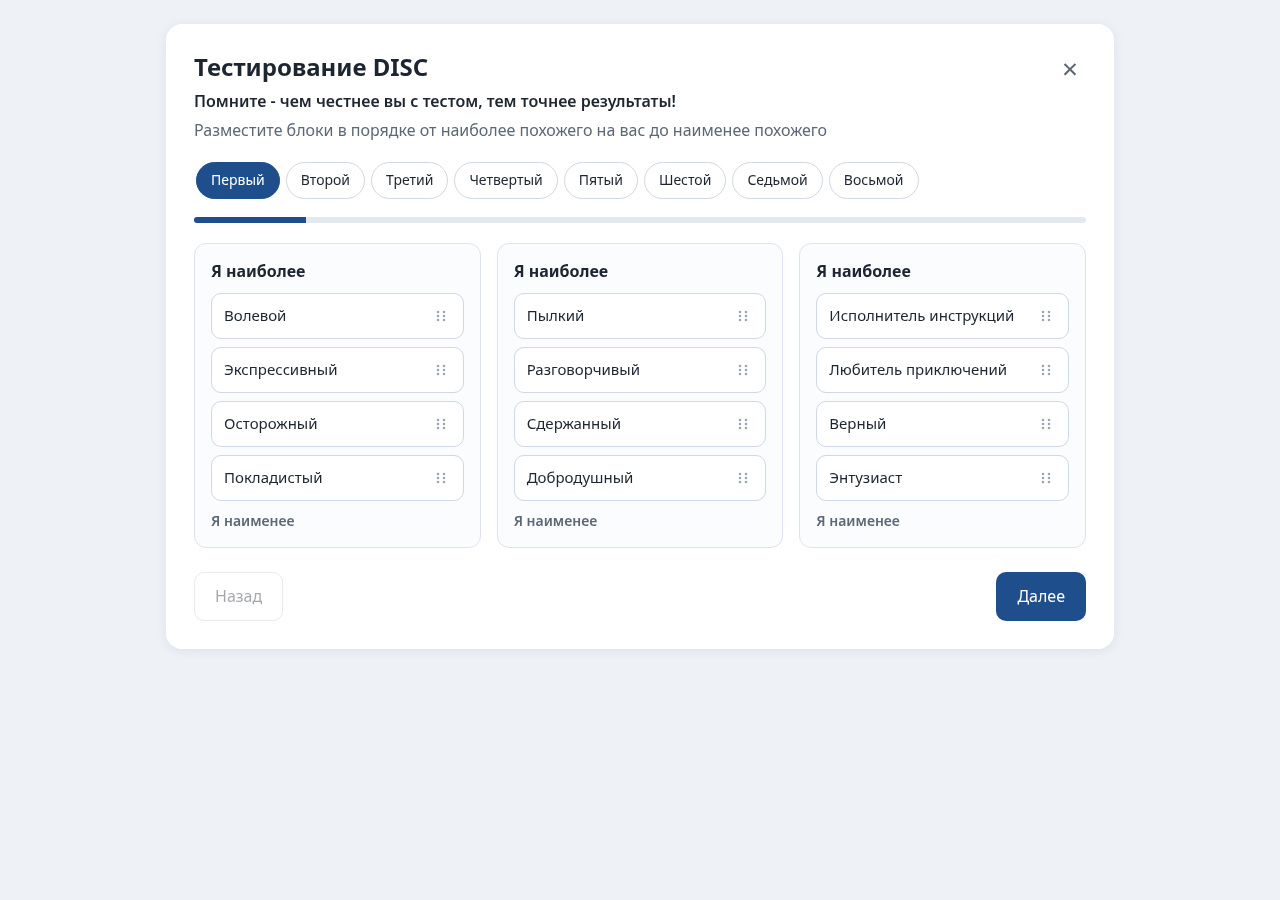 Тестирование DISC
Помните - чем честнее вы с тестом, тем точнее результаты!
Разместите блоки в порядке от наиболее похожего на вас до наименее похожего
Первый
Второй
Третий
Четвертый
Пятый
Шестой
Седьмой
Восьмой
Я наиболее
Волевой
Экспрессивный
Осторожный
Покладистый
Я наименее
Я наиболее
Пылкий
Разговорчивый
Сдержанный
Добродушный
Я наименее
Я наиболее
Исполнитель инструкций
Любитель приключений
Верный
Энтузиаст
Я наименее
Назад
Далее